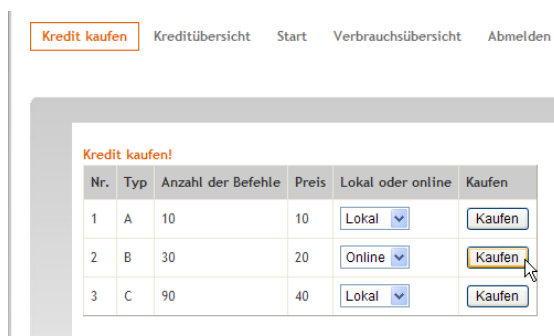 Kredit kaufen Kreditübersicht Start Verbrauchsübersicht Abmelden
Kredit kaufen!
Nr. Typ Anzahl der Befehle Preis Lokal oder online Kaufen
1 A 10 10 Lokal Kaufen
2 B 30 20 Online Kaufen
3 C 90 40 Lokal Kaufen